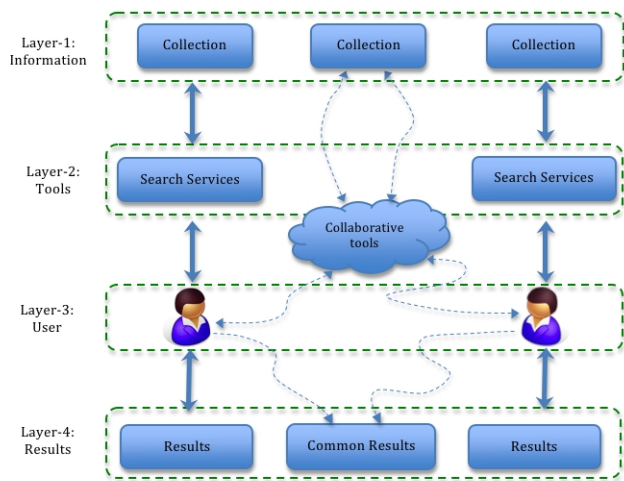 Layer-1:
Information
Collection
Collection
Collection
Layer-2:
Tools
Search Services
Search Services
Collaborative
tools
Layer-3:
User
Layer-4:
Results
Results
Common Results
Results